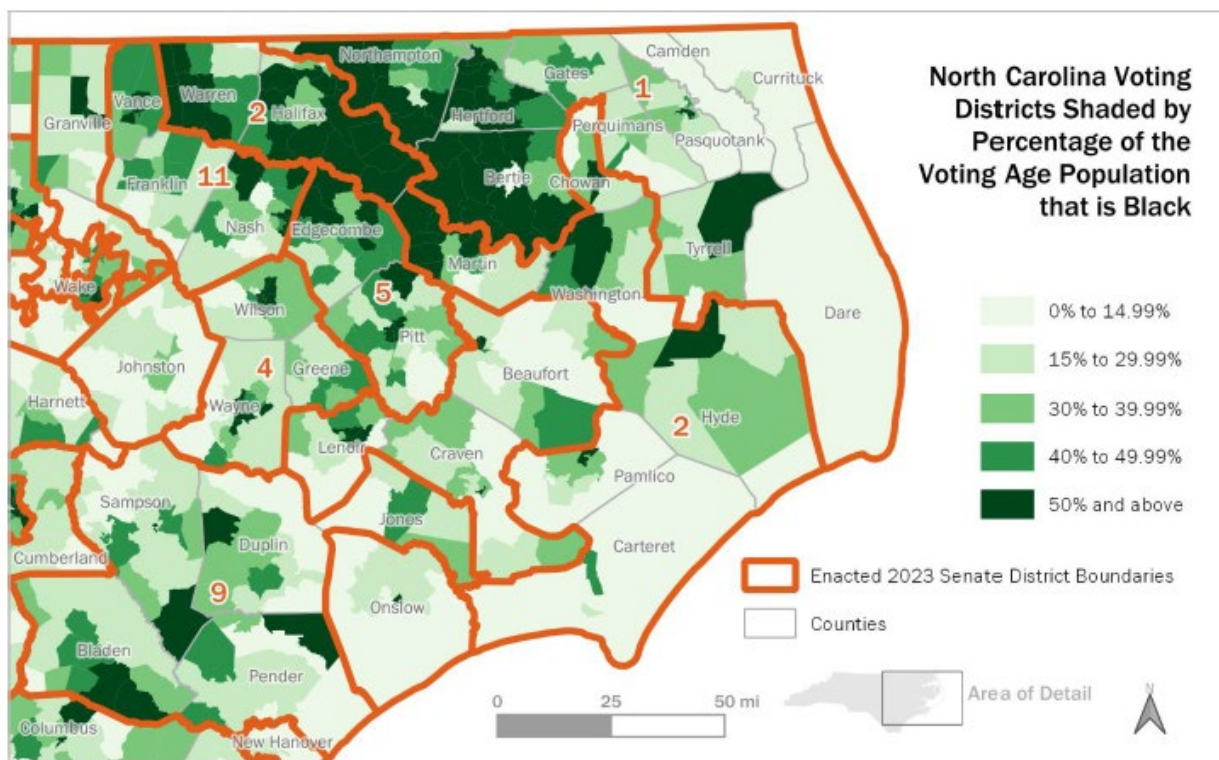 North Carolina Voting
Districts Shaded by
Percentage of the
Voting Age Population
that is Black
0% to 14.99%
15% to 29.99%
30% to 39.99%
40% to 49.99%
50% and above
Enacted 2023 Senate District Boundaries
Counties
Area of Detail
N
0 25 50 mi
Northampton
Camden
Currituck
Gates
Vance
Warren
2
Halifax
Hertford
1
Granville
Perquimans
Pasquotank
Franklin
11
Bertie
Chowan
Nash
Edgecombe
Tyrrell
Martin
Wake
5
Washington
Wilson
Dare
Pitt
Johnston
4
Greene
Beaufort
Harnett
Wayne
2
Hyde
Lenoir
Craven
Pamlico
Sampson
Jones
Duplin
Cumberland
Carteret
9
Onslow
Bladen
Pender
Columbus
New Hanover